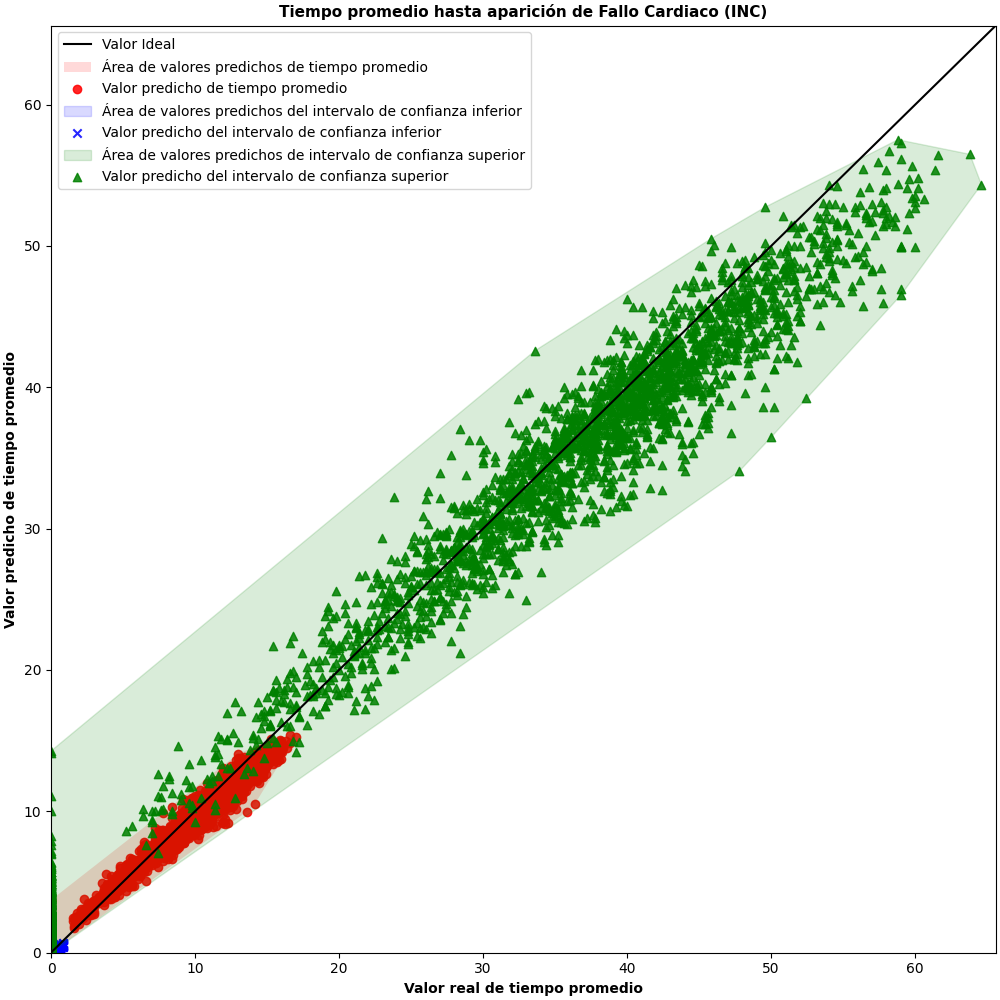 Tiempo promedio hasta aparición de Fallo Cardiaco (INC)
Valor Ideal
Área de valores predichos de tiempo promedio
Valor predicho de tiempo promedio
Área de valores predichos del intervalo de confianza inferior
Valor predicho del intervalo de confianza inferior
Área de valores predichos de intervalo de confianza superior
Valor predicho del intervalo de confianza superior
Valor predicho de tiempo promedio
60
50
40
30
20
10
0
0 10 20 30 40 50 60
Valor real de tiempo promedio